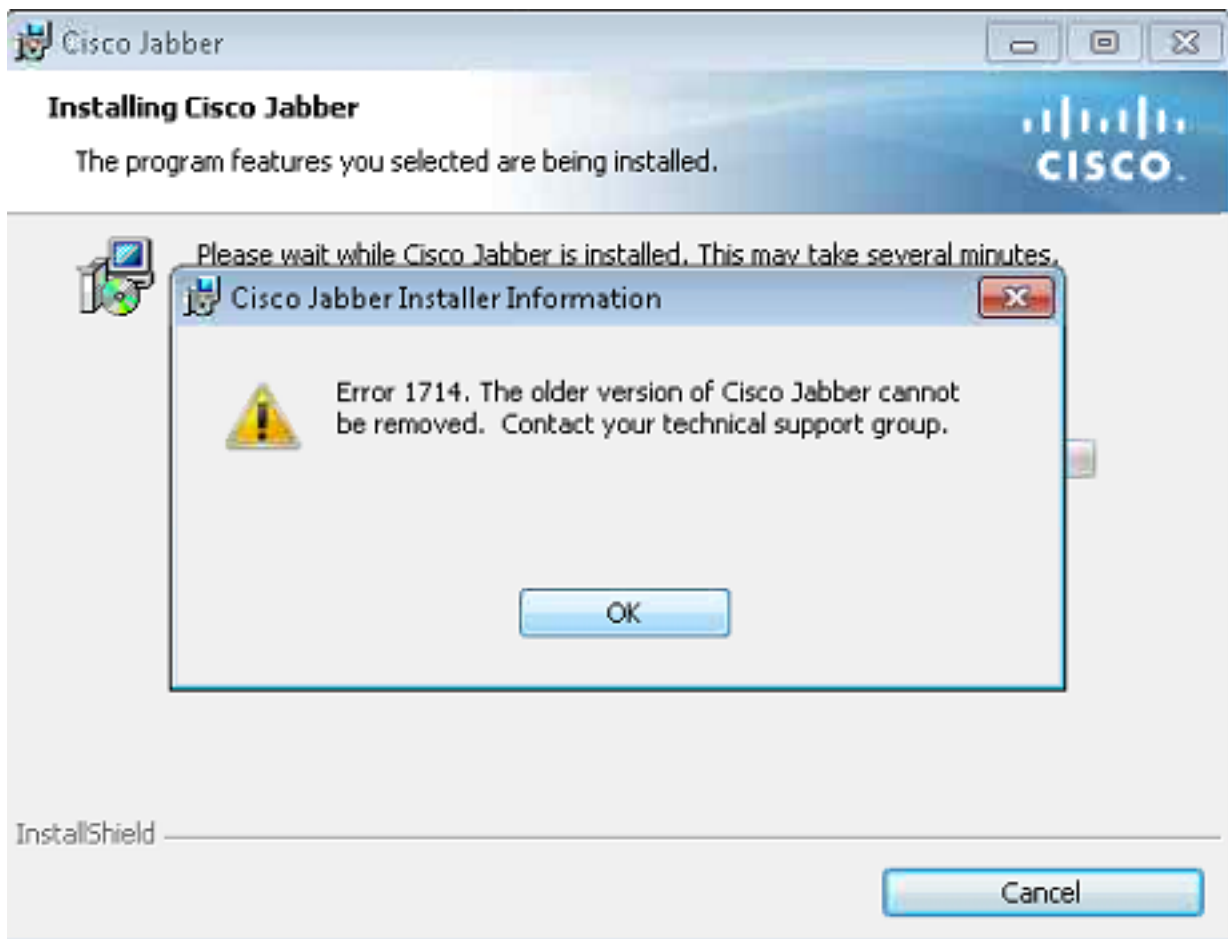 Cisco Jabber
Installing Cisco Jabber
The program features you selected are being installed.
CISCO.
Please wait while Cisco Jabber is installed. This may take several minutes.
Cisco Jabber Installer Information
Error 1714. The older version of Cisco Jabber cannot
be removed.  Contact your technical support group.
OK
InstallShield
Cancel